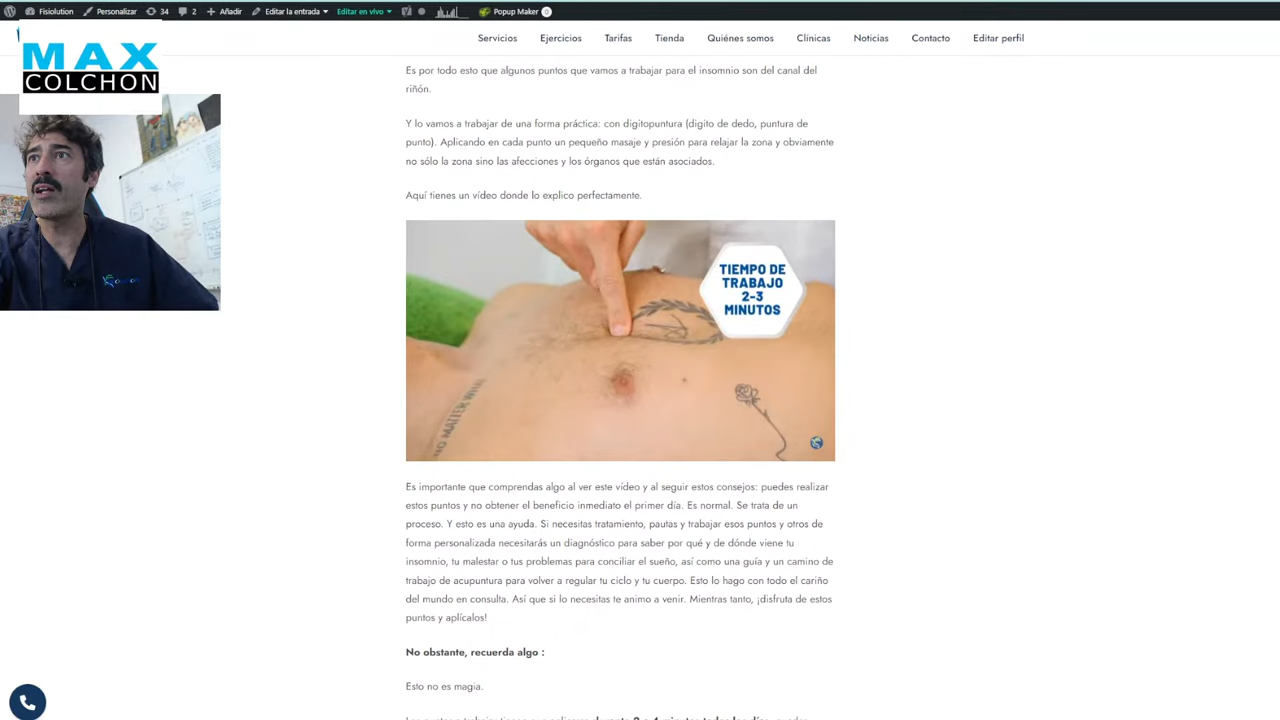 Fisiolution Personalizar 34 2 Añadir Editar la entrada Editar en vivo Popup Maker 0
MAX
COLCHON
Servicios Ejercicios Tarifas Tienda Quiénes somos Clínicas Noticias Contacto Editar perfil
Es por todo esto que algunos puntos que vamos a trabajar para el insomnio son del canal del
riñón.
Y lo vamos a trabajar de una forma práctica: con digitopuntura (digito de dedo, puntura de
punto). Aplicando en cada punto un pequeño masaje y presión para relajar la zona y obviamente
no sólo la zona sino las afecciones y los órganos que están asociados.
Aquí tienes un vídeo donde lo explico perfectamente.
TIEMPO DE
TRABAJO
2-3
MINUTOS
NO MATTER WHAT
Es importante que comprendas algo al ver este vídeo y al seguir estos consejos: puedes realizar
estos puntos y no obtener el beneficio inmediato el primer día. Es normal. Se trata de un
proceso. Y esto es una ayuda. Si necesitas tratamiento, pautas y trabajar esos puntos y otros de
forma personalizada necesitarás un diagnóstico para saber por qué y de dónde viene tu
insomnio, tu malestar o tus problemas para conciliar el sueño, así como una guía y un camino de
trabajo de acupuntura para volver a regular tu ciclo y tu cuerpo. Esto lo hago con todo el cariño
del mundo en consulta. Así que si lo necesitas te animo a venir. Mientras tanto, ¡disfruta de estos
puntos y aplícalos!
No obstante, recuerda algo :
Esto no es magia.